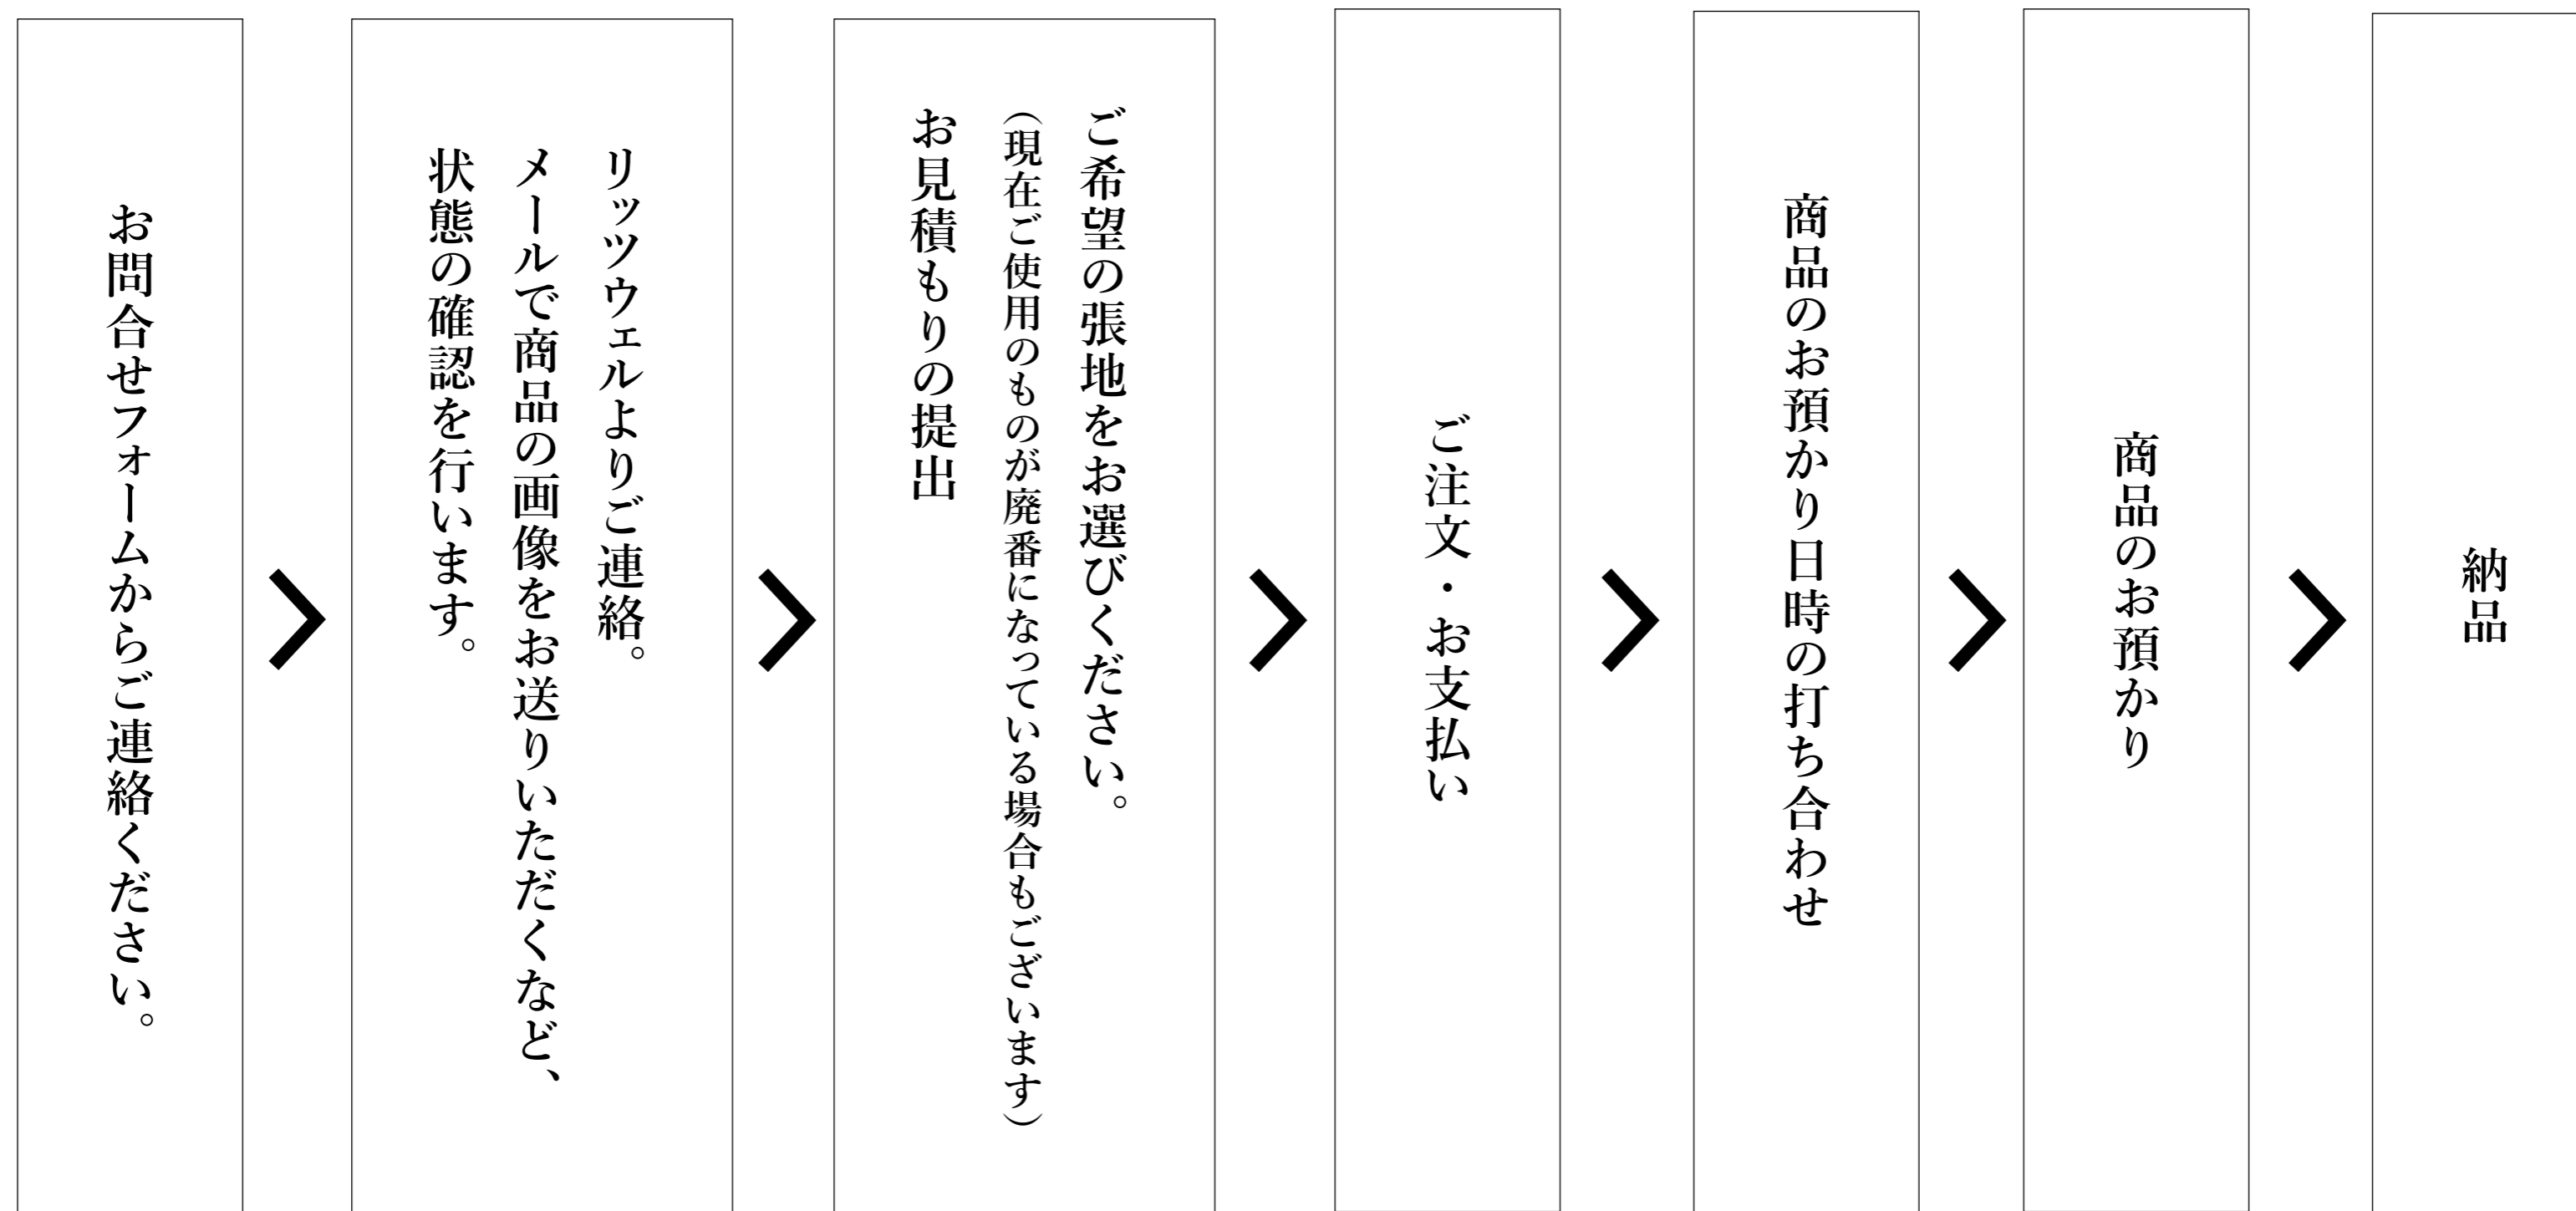 お問合せフォームからご連絡ください。
リッツウェルよりご連絡。
メールで商品の画像をお送りいただくなど、
状態の確認を行います。
ご希望の張地をお選びください。
（現在ご使用のものが廃番になっている場合もございます）
お見積もりの提出
ご注文・お支払い
商品のお預かり日時の打ち合わせ
商品のお預かり
納品